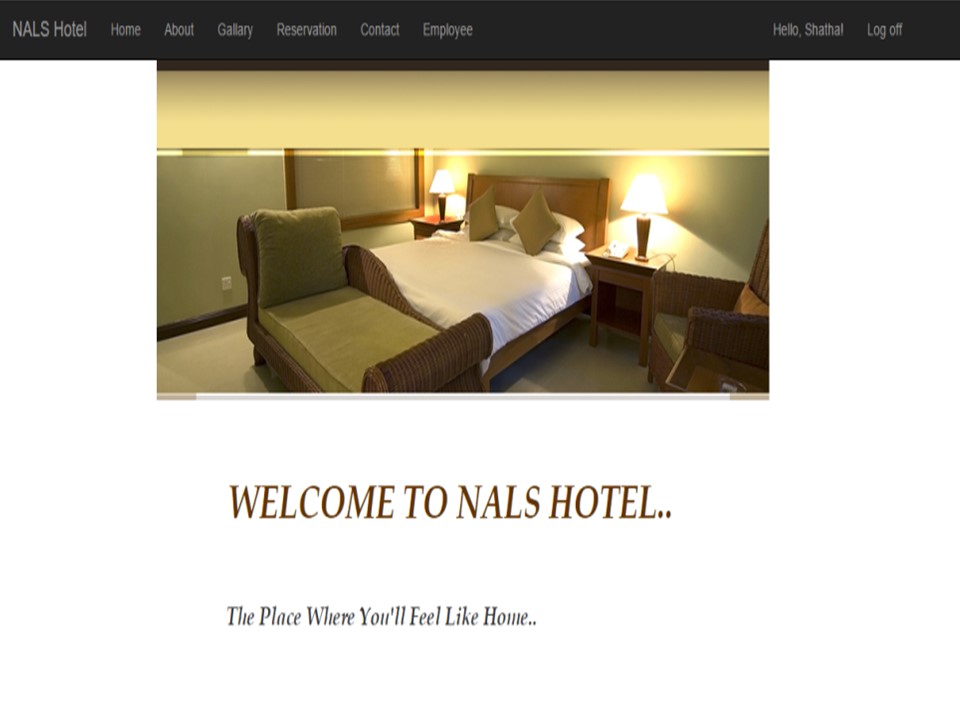 NALS Hotel Home About Gallary Reservation Contact Employee Hello, Shatha! Log off
WELCOME TO NALS HOTEL..
The Place Where You'll Feel Like Home..